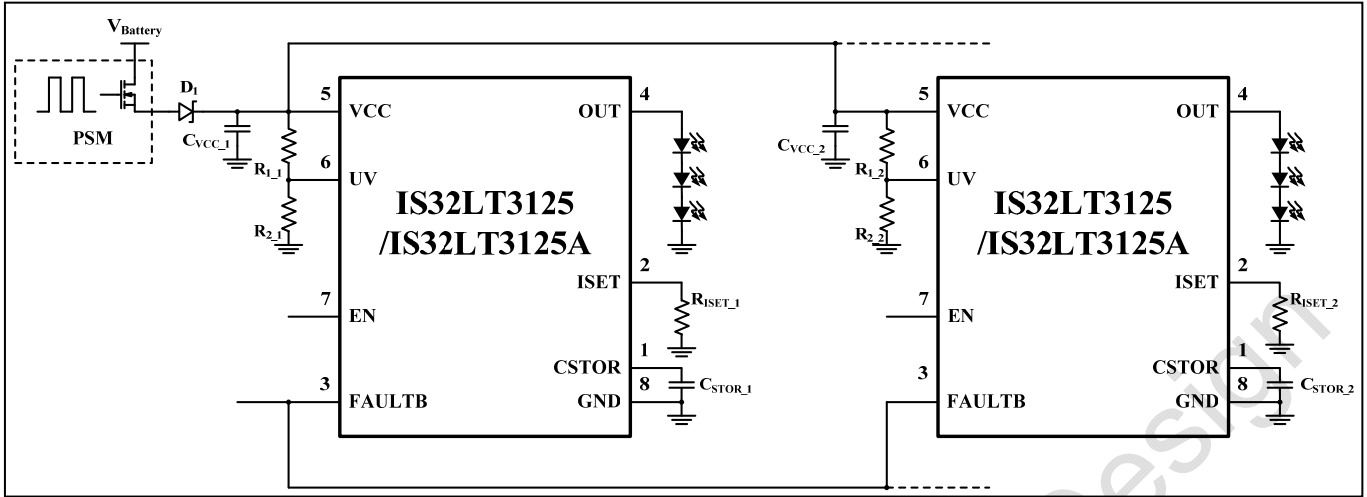 VBattery
PSM
D1
CVCC_1
R1_1
R2_1
5
VCC
6
UV
7
EN
3
FAULTB
IS32LT3125
/IS32LT3125A
4
OUT
2
ISET
RISET_1
1
CSTOR
8
GND
CSTOR_1
CVCC_2
R1_2
R2_2
5
VCC
6
UV
7
EN
3
FAULTB
IS32LT3125
/IS32LT3125A
4
OUT
2
ISET
RISET_2
1
CSTOR
8
GND
CSTOR_2